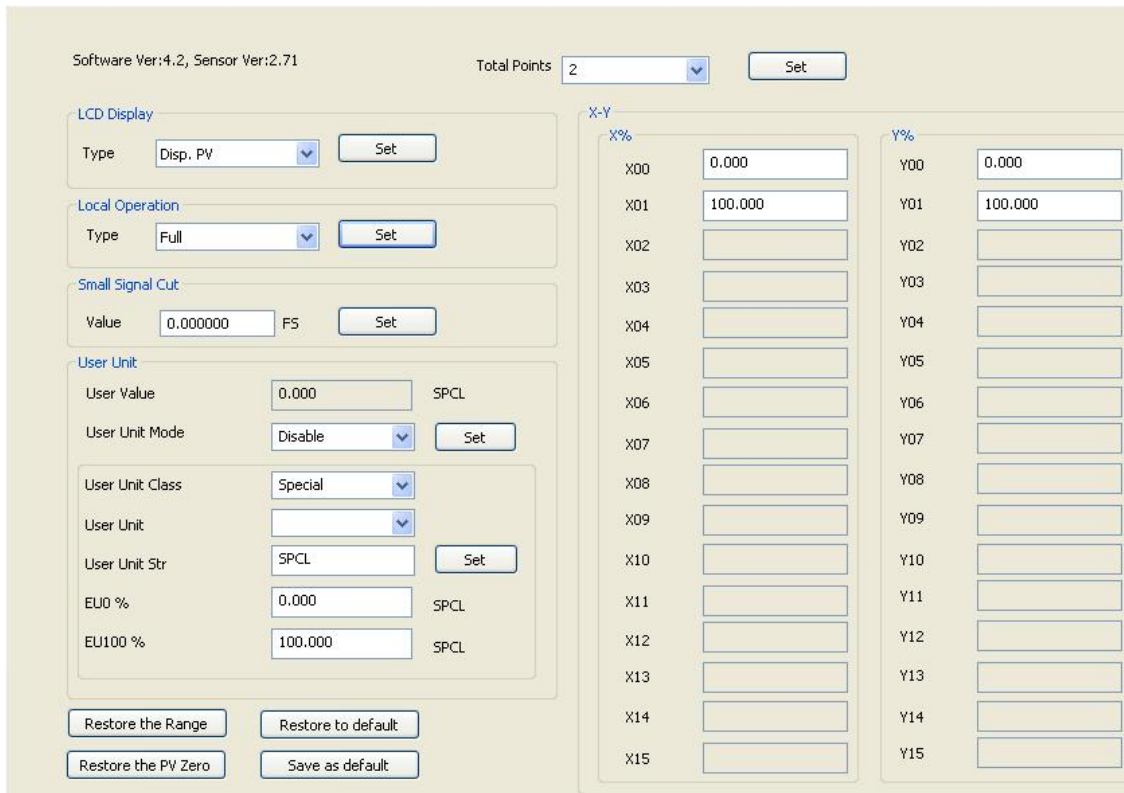 Software Ver:4.2, Sensor Ver:2.71
Total Points 2 Set
LCD Display
Type Disp. PV Set
Local Operation
Type Full Set
Small Signal Cut
Value 0.000000 FS Set
User Unit
User Value 0.000 SPCL
User Unit Mode Disable Set
User Unit Class Special
User Unit
User Unit Str SPCL Set
EU0 % 0.000 SPCL
EU100 % 100.000 SPCL
Restore the Range Restore to default
Restore the PV Zero Save as default
X-Y
X% Y%
X00 0.000 Y00 0.000
X01 100.000 Y01 100.000
X02 Y02
X03 Y03
X04 Y04
X05 Y05
X06 Y06
X07 Y07
X08 Y08
X09 Y09
X10 Y10
X11 Y11
X12 Y12
X13 Y13
X14 Y14
X15 Y15